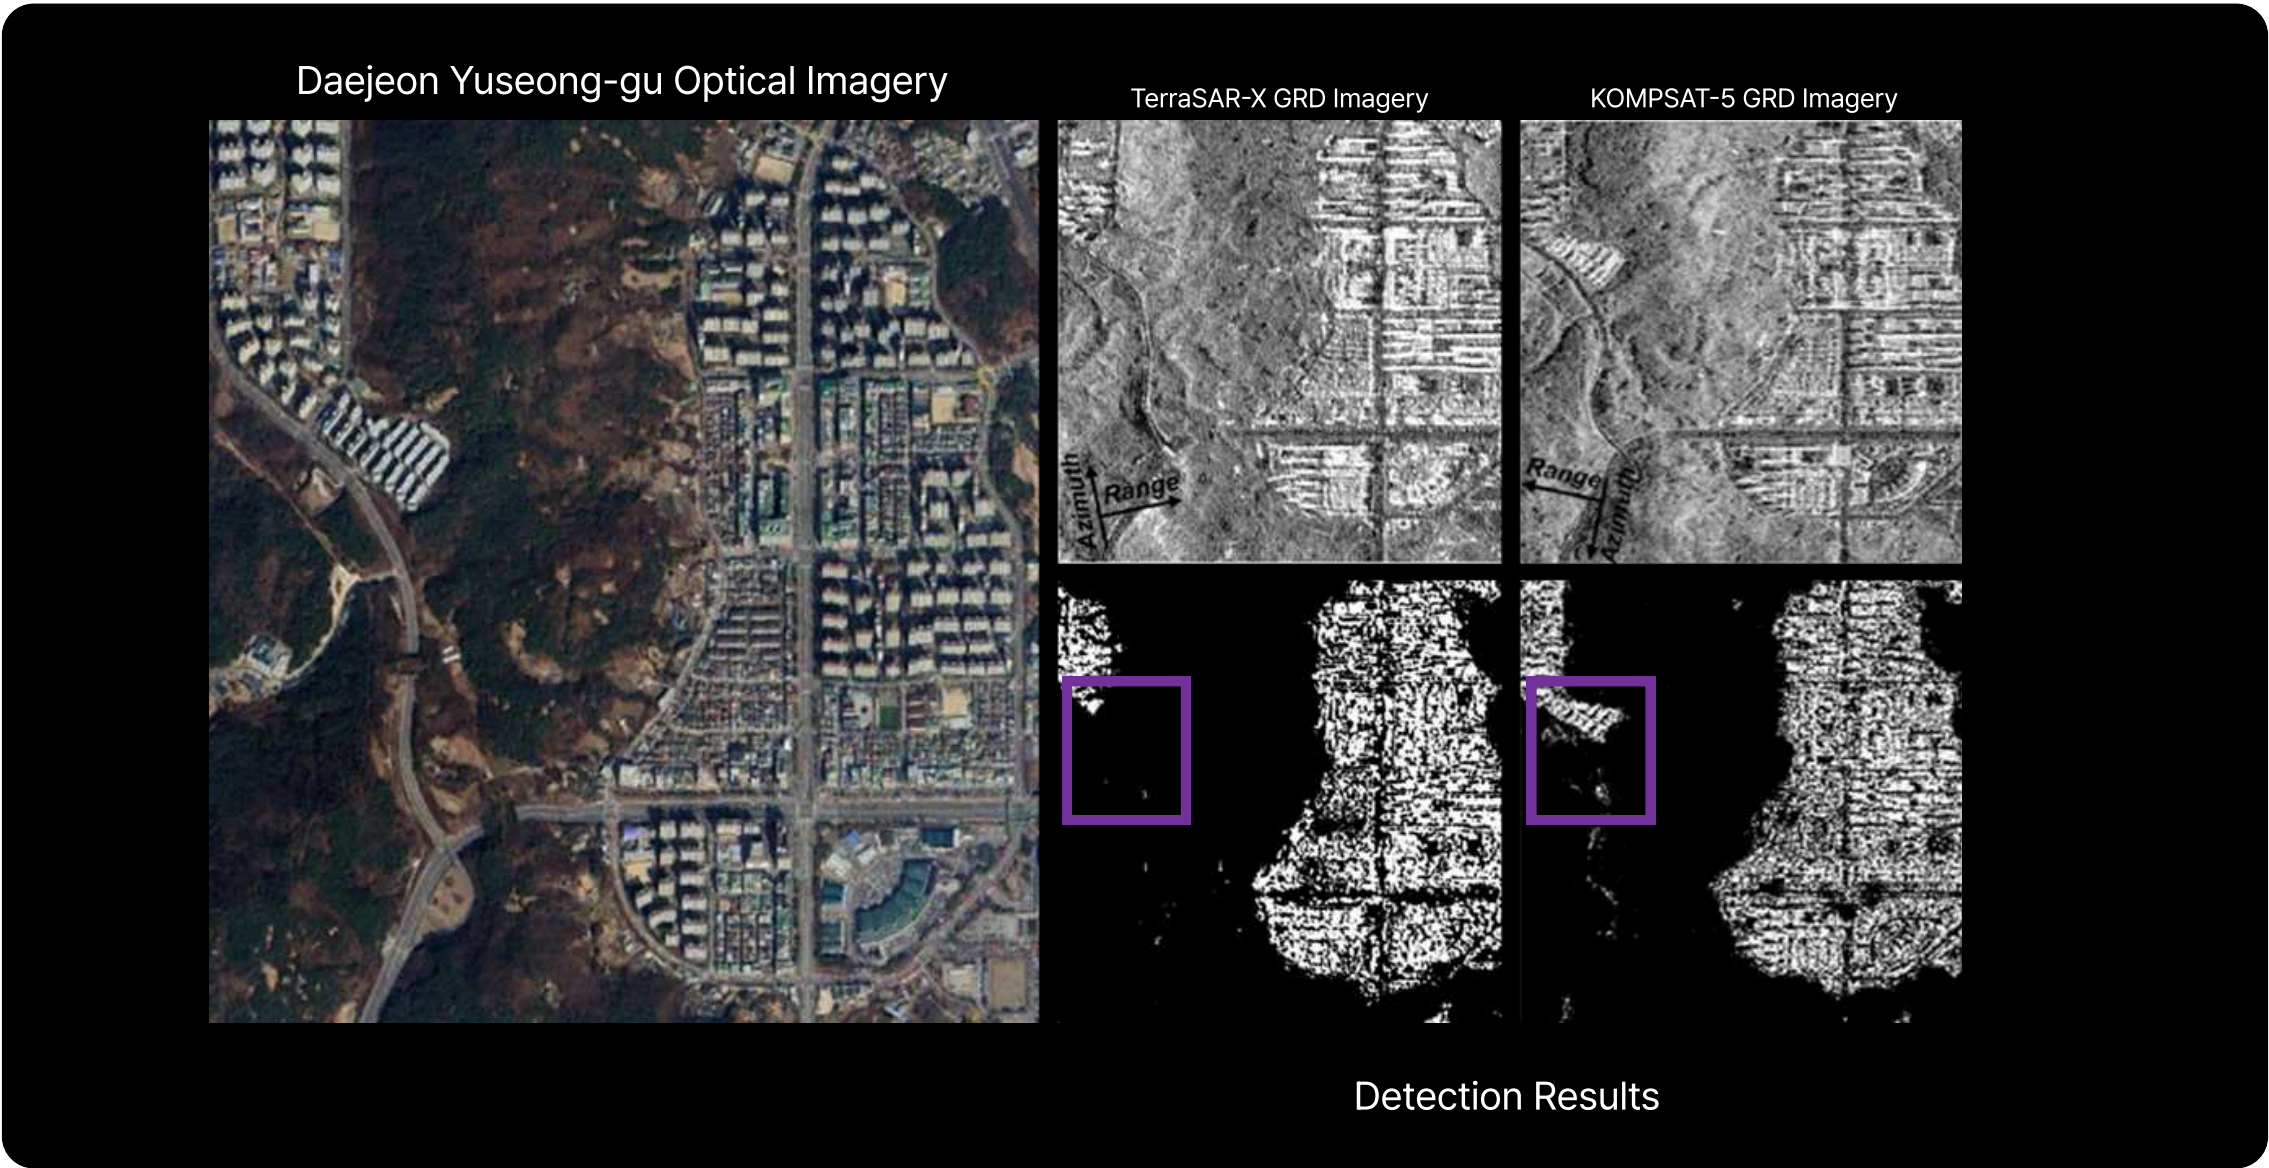 Daejeon Yuseong-gu Optical Imagery
TerraSAR-X GRD Imagery
KOMPSAT-5 GRD Imagery
Azimuth
Range
Range
Azimuth
Detection Results